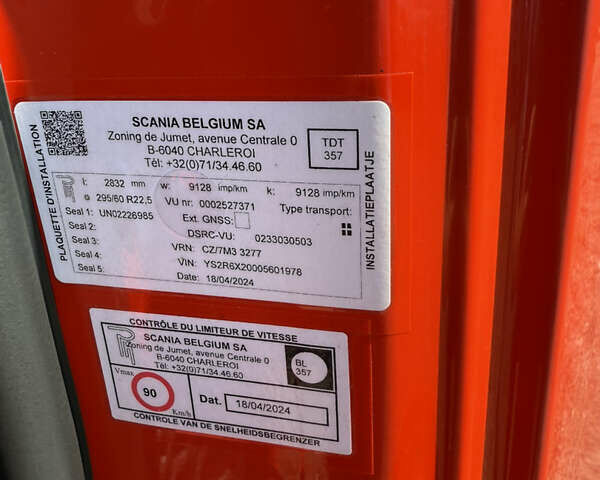 PLAQUETTE D'INSTALLATION
SCANIA BELGIUM SA
Zoning de Jumet, avenue Centrale 0
B-6040 CHARLEROI
Tél: +32(0)71/34.46.60
TDT
357
INSTALLATIEPLAATJE
l: 2832 mm w: 9128 imp/km k: 9128 imp/km
295/60 R22,5 VU nr: 0002527371 Type transport:
Seal 1: UN02226985 Ext. GNSS:
Seal 2: DSRC-VU: 0233030503
Seal 3: VRN: CZ/7M3 3277
Seal 4: VIN: YS2R6X20005601978
Seal 5: Date: 18/04/2024
CONTRÔLE DU LIMITEUR DE VITESSE
SCANIA BELGIUM SA
Zoning de Jumet, avenue Centrale 0
B-6040 CHARLEROI
Tél: +32(0)71/34.46.60
BL
357
Vmax
90
Km/h
Dat. 18/04/2024
CONTROLE VAN DE SNELHEIDSBEGRENZER